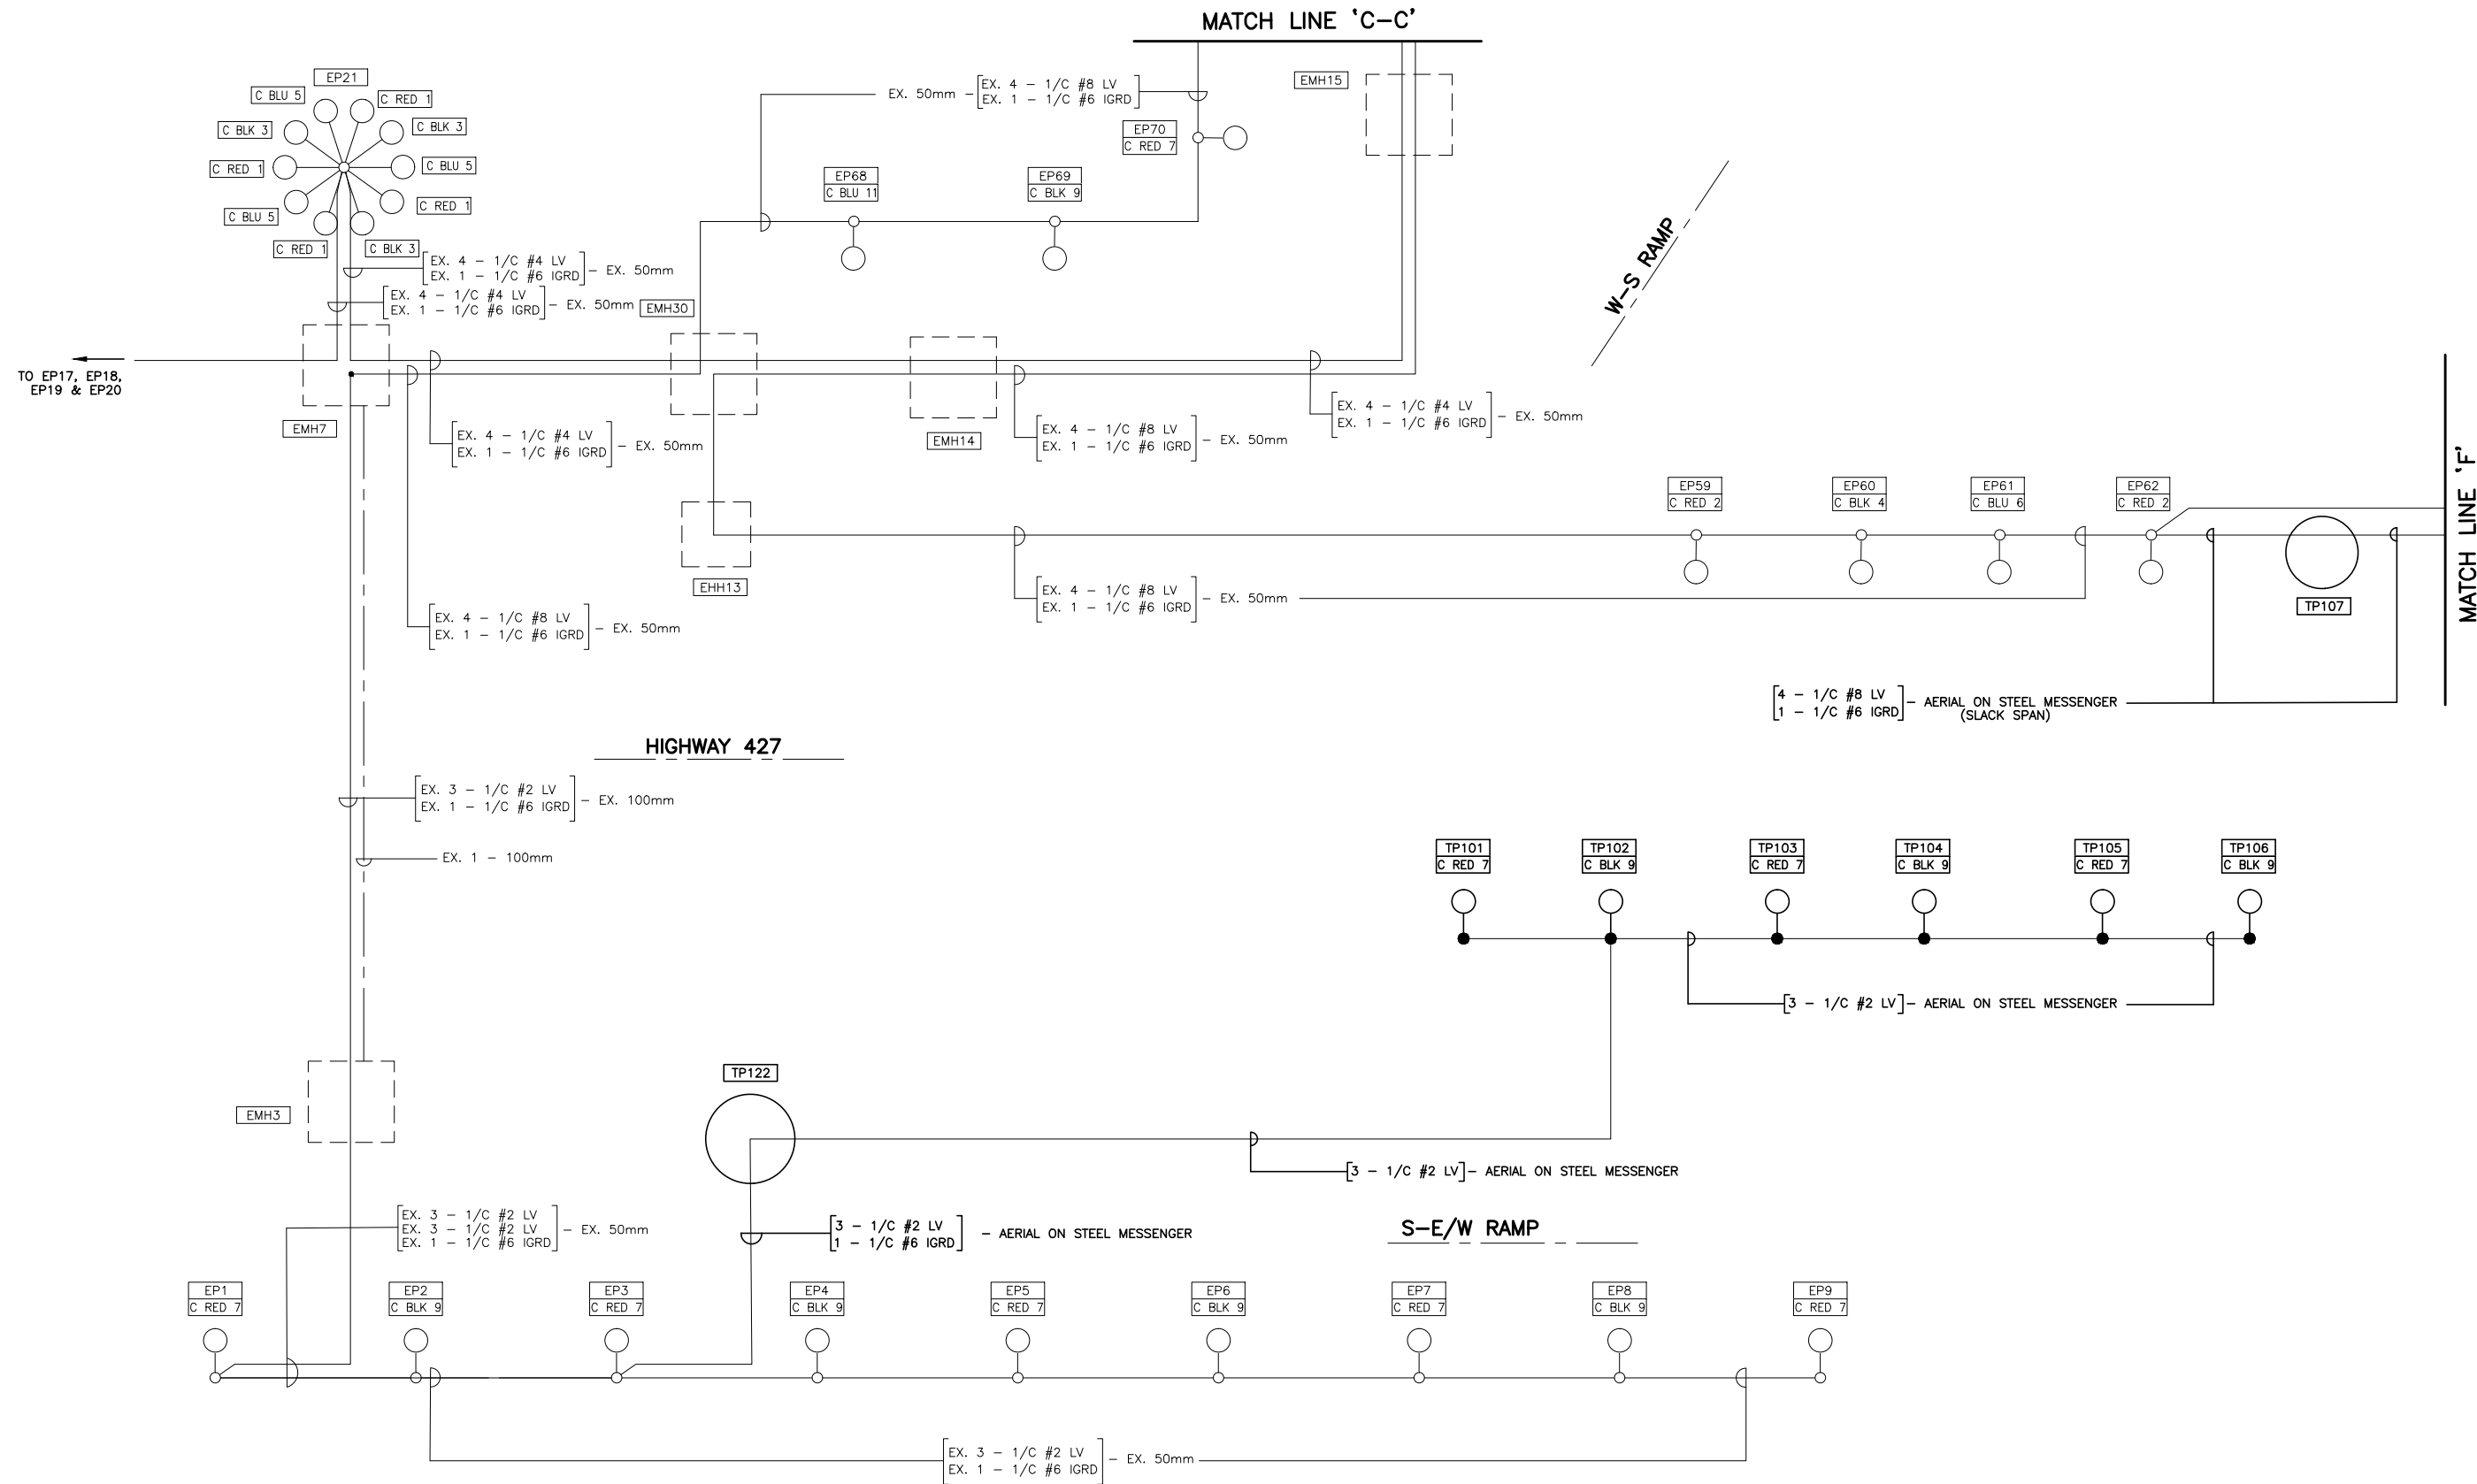 MATCH LINE ‘C–C’
EP21
C BLU 5
C RED 1
C BLK 3
C BLK 3
C RED 1
C BLU 5
C BLU 5
C RED 1
C RED 1
C BLK 3
EX. 50mm –
EX. 4 – 1/C #8 LV
EX. 1 – 1/C #6 IGRD
EMH15
EP70
C RED 7
EP68
C BLU 11
EP69
C BLK 9
EX. 4 – 1/C #4 LV
EX. 1 – 1/C #6 IGRD
– EX. 50mm
EX. 4 – 1/C #4 LV
EX. 1 – 1/C #6 IGRD
– EX. 50mm
EMH30
W–S RAMP
TO EP17, EP18,
EP19 & EP20
EMH7
EX. 4 – 1/C #4 LV
EX. 1 – 1/C #6 IGRD
– EX. 50mm
EMH14
EX. 4 – 1/C #8 LV
EX. 1 – 1/C #6 IGRD
– EX. 50mm
EX. 4 – 1/C #4 LV
EX. 1 – 1/C #6 IGRD
– EX. 50mm
MATCH LINE ‘F’
EP59
C RED 2
EP60
C BLK 4
EP61
C BLU 6
EP62
C RED 2
EHH13
EX. 4 – 1/C #8 LV
EX. 1 – 1/C #6 IGRD
– EX. 50mm
TP107
EX. 4 – 1/C #8 LV
EX. 1 – 1/C #6 IGRD
– EX. 50mm
4 – 1/C #8 LV
1 – 1/C #6 IGRD
– AERIAL ON STEEL MESSENGER
(SLACK SPAN)
HIGHWAY 427
EX. 3 – 1/C #2 LV
EX. 1 – 1/C #6 IGRD
– EX. 100mm
EX. 1 – 100mm
TP101
C RED 7
TP102
C BLK 9
TP103
C RED 7
TP104
C BLK 9
TP105
C RED 7
TP106
C BLK 9
[3 – 1/C #2 LV]– AERIAL ON STEEL MESSENGER
TP122
EMH3
[3 – 1/C #2 LV]– AERIAL ON STEEL MESSENGER
EX. 3 – 1/C #2 LV
EX. 3 – 1/C #2 LV
EX. 1 – 1/C #6 IGRD
– EX. 50mm
3 – 1/C #2 LV
1 – 1/C #6 IGRD
– AERIAL ON STEEL MESSENGER
S–E/W RAMP
EP1
C RED 7
EP2
C BLK 9
EP3
C RED 7
EP4
C BLK 9
EP5
C RED 7
EP6
C BLK 9
EP7
C RED 7
EP8
C BLK 9
EP9
C RED 7
EX. 3 – 1/C #2 LV
EX. 1 – 1/C #6 IGRD
– EX. 50mm